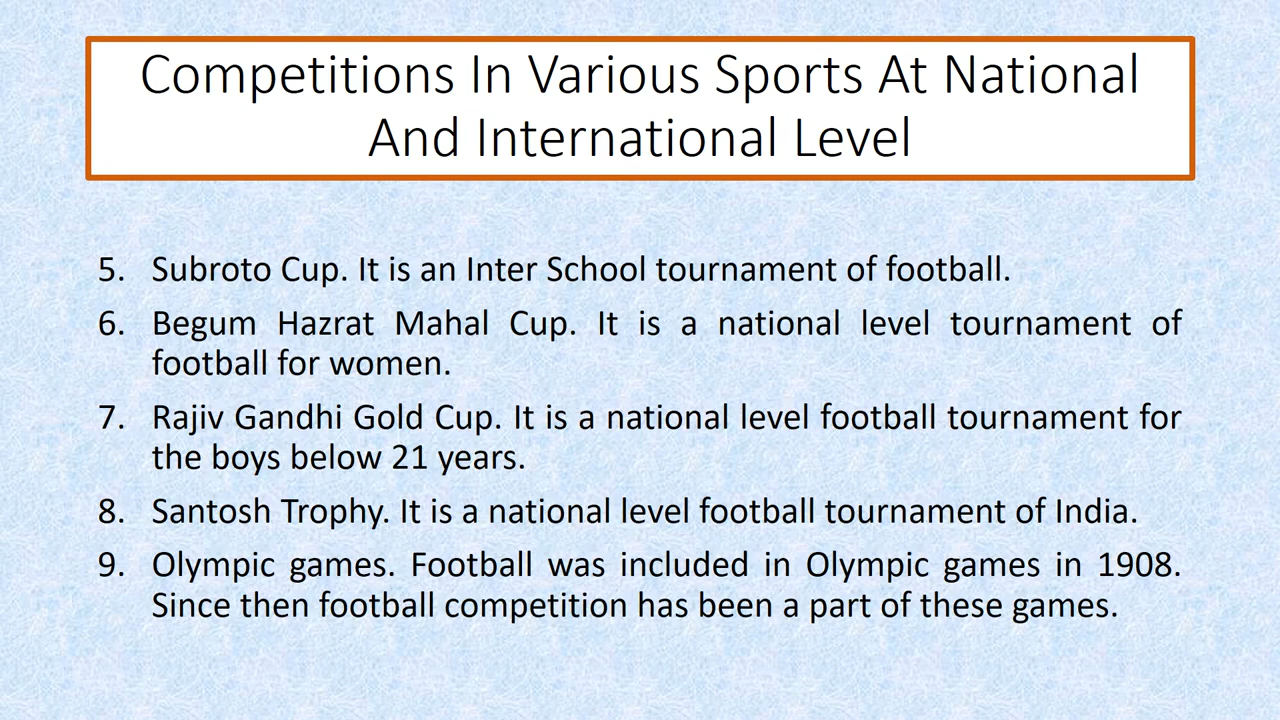 Competitions In Various Sports At National
And International Level
5. Subroto Cup. It is an Inter School tournament of football.
6. Begum Hazrat Mahal Cup. It is a national level tournament of
football for women.
7. Rajiv Gandhi Gold Cup. It is a national level football tournament for
the boys below 21 years.
8. Santosh Trophy. It is a national level football tournament of India.
9. Olympic games. Football was included in Olympic games in 1908.
Since then football competition has been a part of these games.